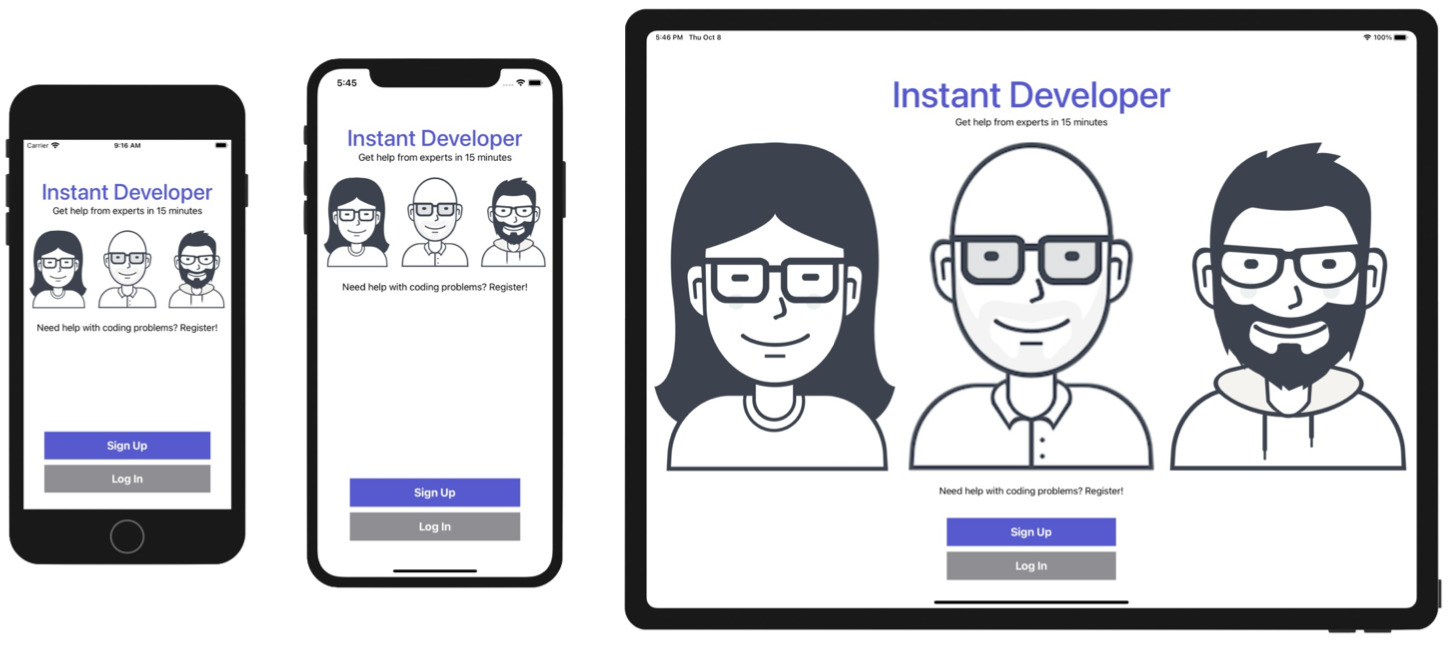 Carrier
9:16 AM
Instant Developer
Get help from experts in 15 minutes
Need help with coding problems? Register!
Sign Up
Log In
5:45
Instant Developer
Get help from experts in 15 minutes
Need help with coding problems? Register!
Sign Up
Log In
5:46 PM Thu Oct 8
100%
Instant Developer
Get help from experts in 15 minutes
Need help with coding problems? Register!
Sign Up
Log In